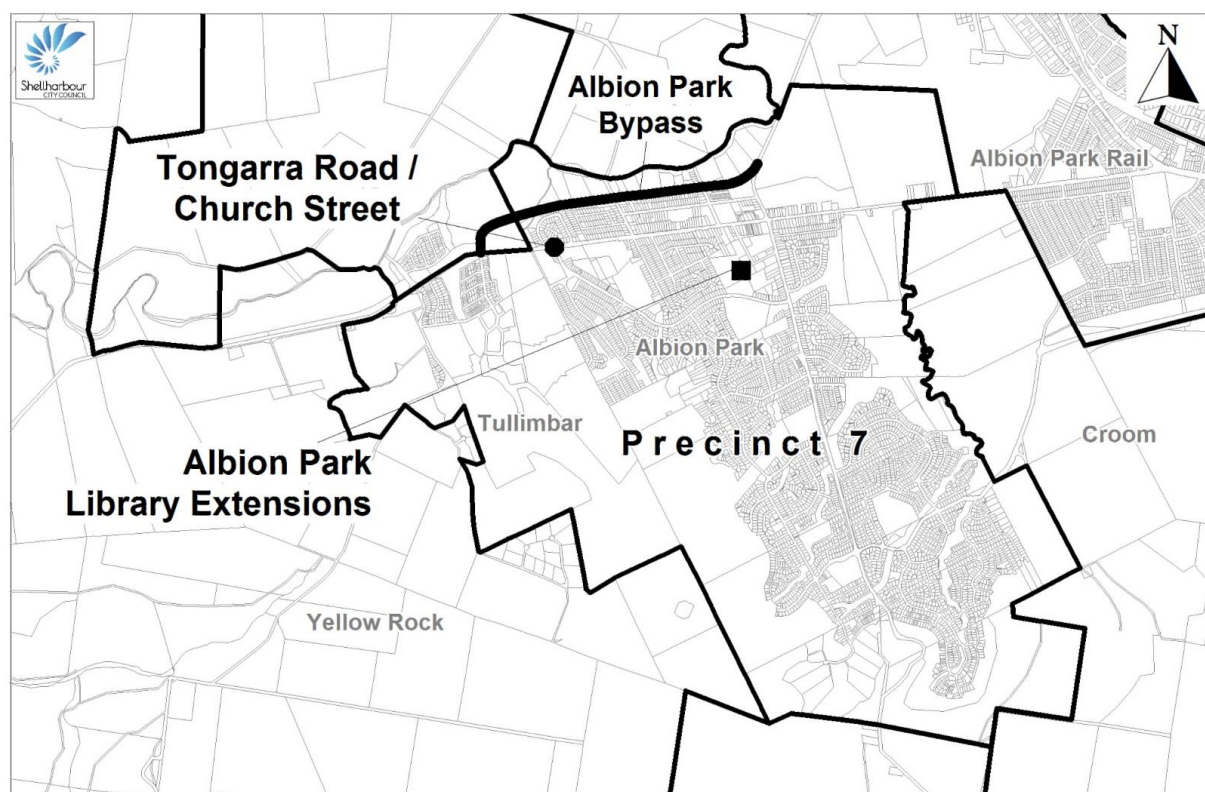 Shellharbour
CITY COUNCIL
N
Albion Park
Bypass
Tongarra Road /
Church Street
Albion Park Rail
Albion Park
Tullimbar
Precinct 7
Croom
Albion Park
Library Extensions
Yellow Rock